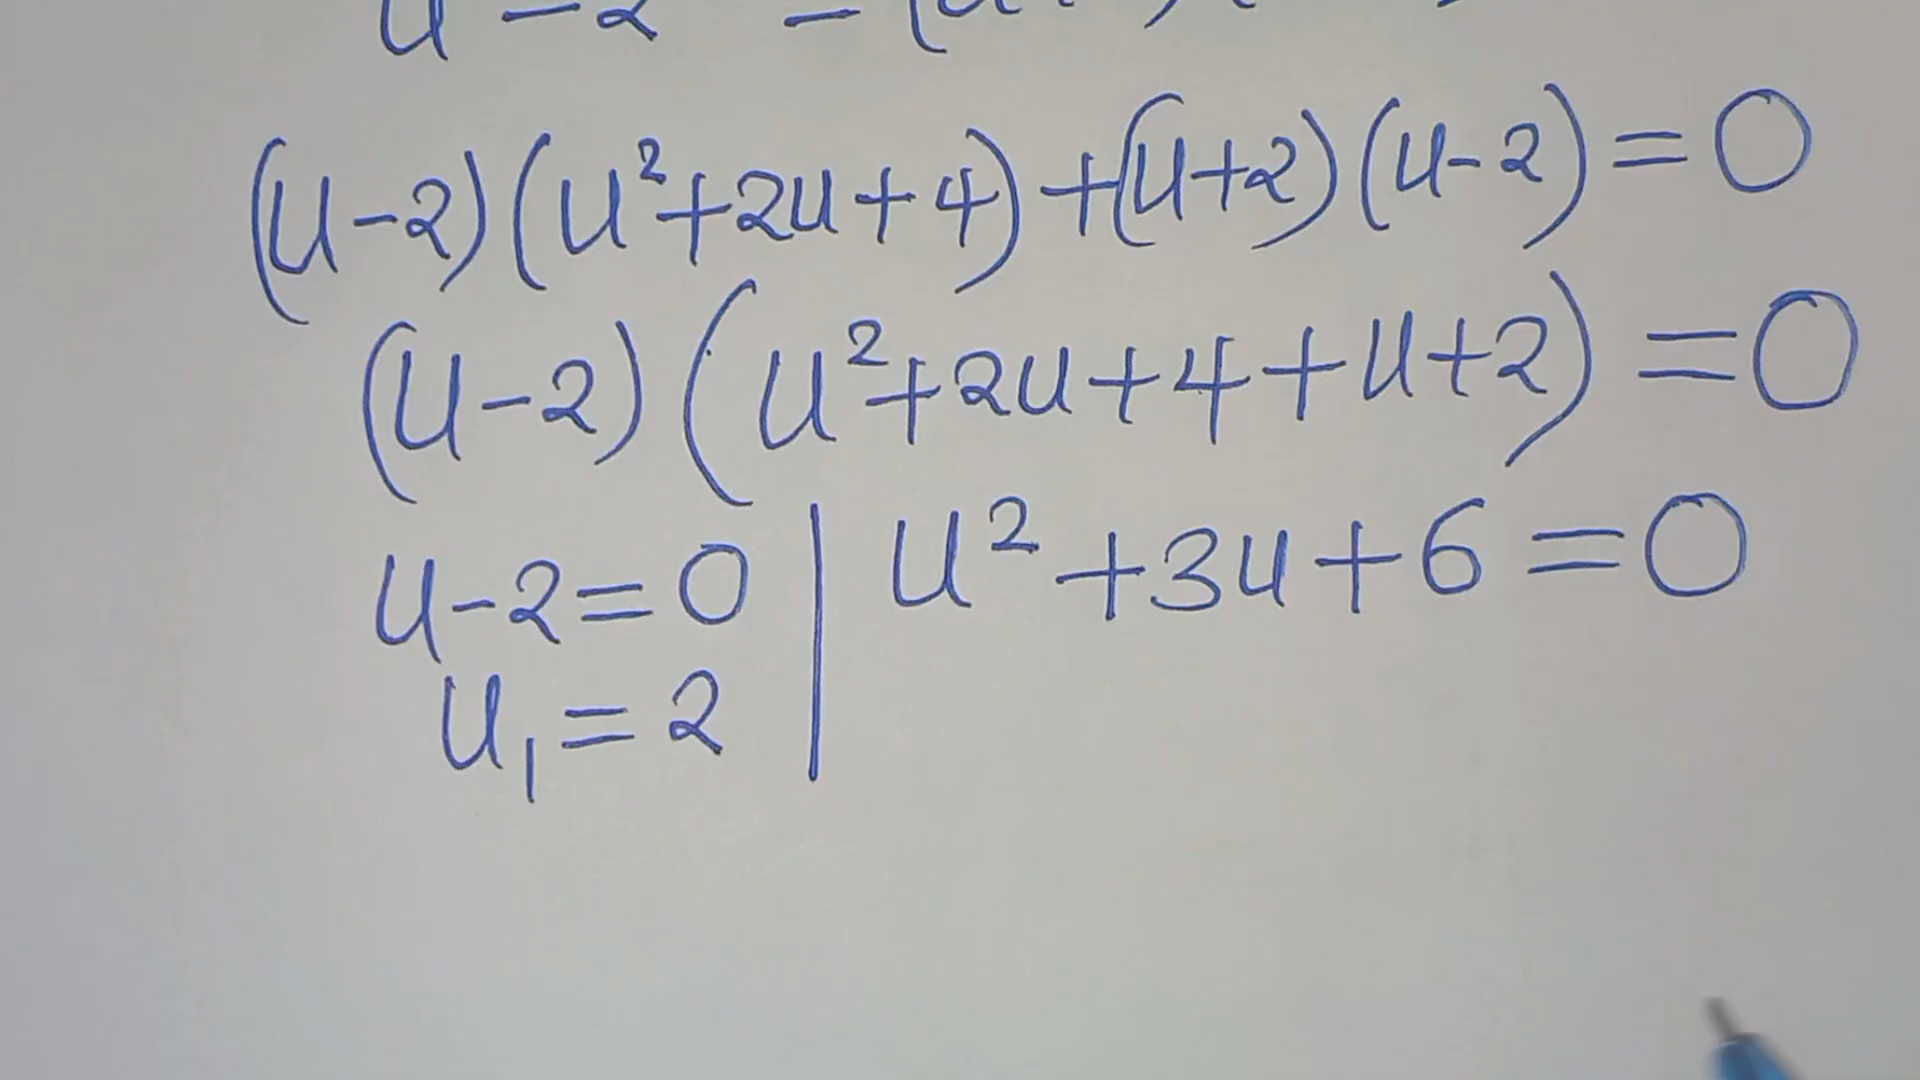 u - 2 = (u
(u-2)(u²+2u+4)+(u+2)(u-2)=0
(u-2)(u²+2u+4+u+2)=0
u-2=0 | u²+3u+6=0
u₁=2